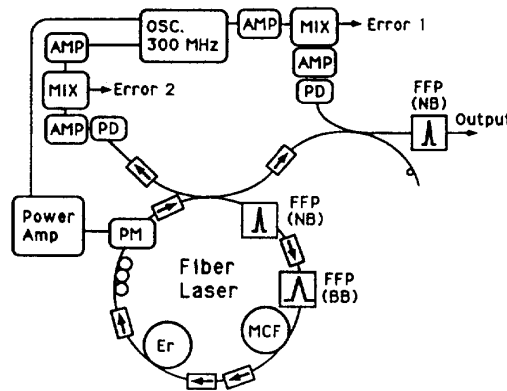 OSC.
300 MHz
AMP
MIX
Error 1
AMP
AMP
MIX
Error 2
PD
FFP
(NB)
AMP
PD
Output
FFP
(NB)
Power
Amp
PM
Fiber
Laser
FFP
(BB)
Er
MCF